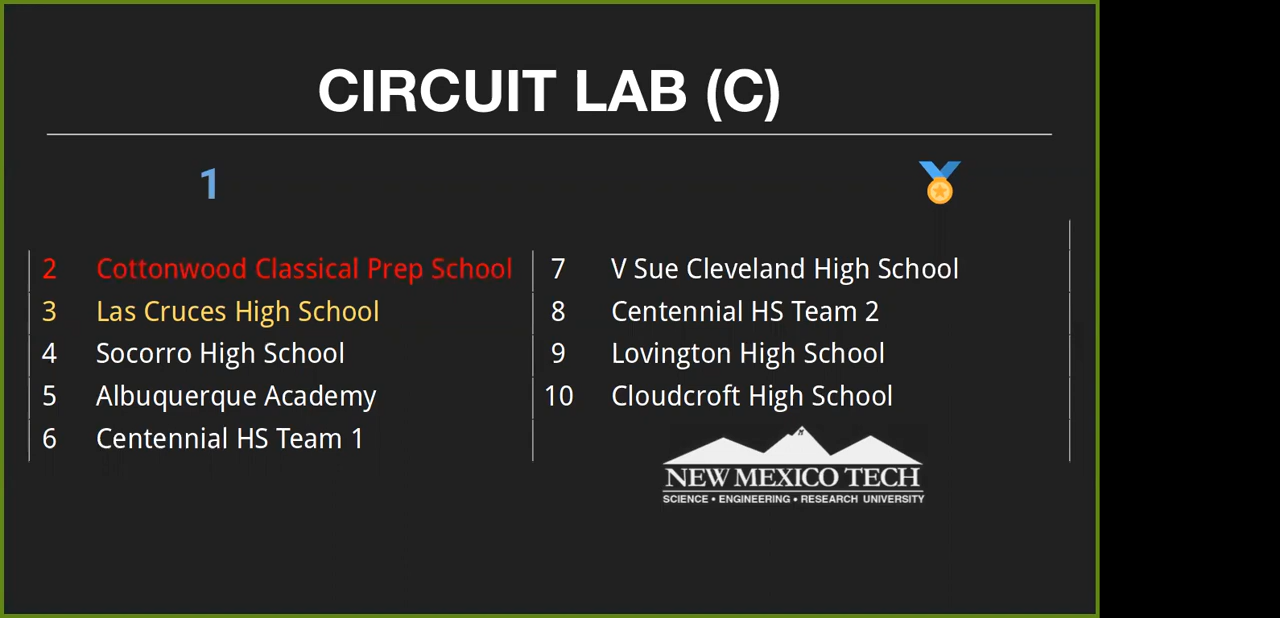 CIRCUIT LAB (C)
1
2 Cottonwood Classical Prep School
3 Las Cruces High School
4 Socorro High School
5 Albuquerque Academy
6 Centennial HS Team 1
7 V Sue Cleveland High School
8 Centennial HS Team 2
9 Lovington High School
10 Cloudcroft High School
NEW MEXICO TECH
SCIENCE • ENGINEERING • RESEARCH UNIVERSITY